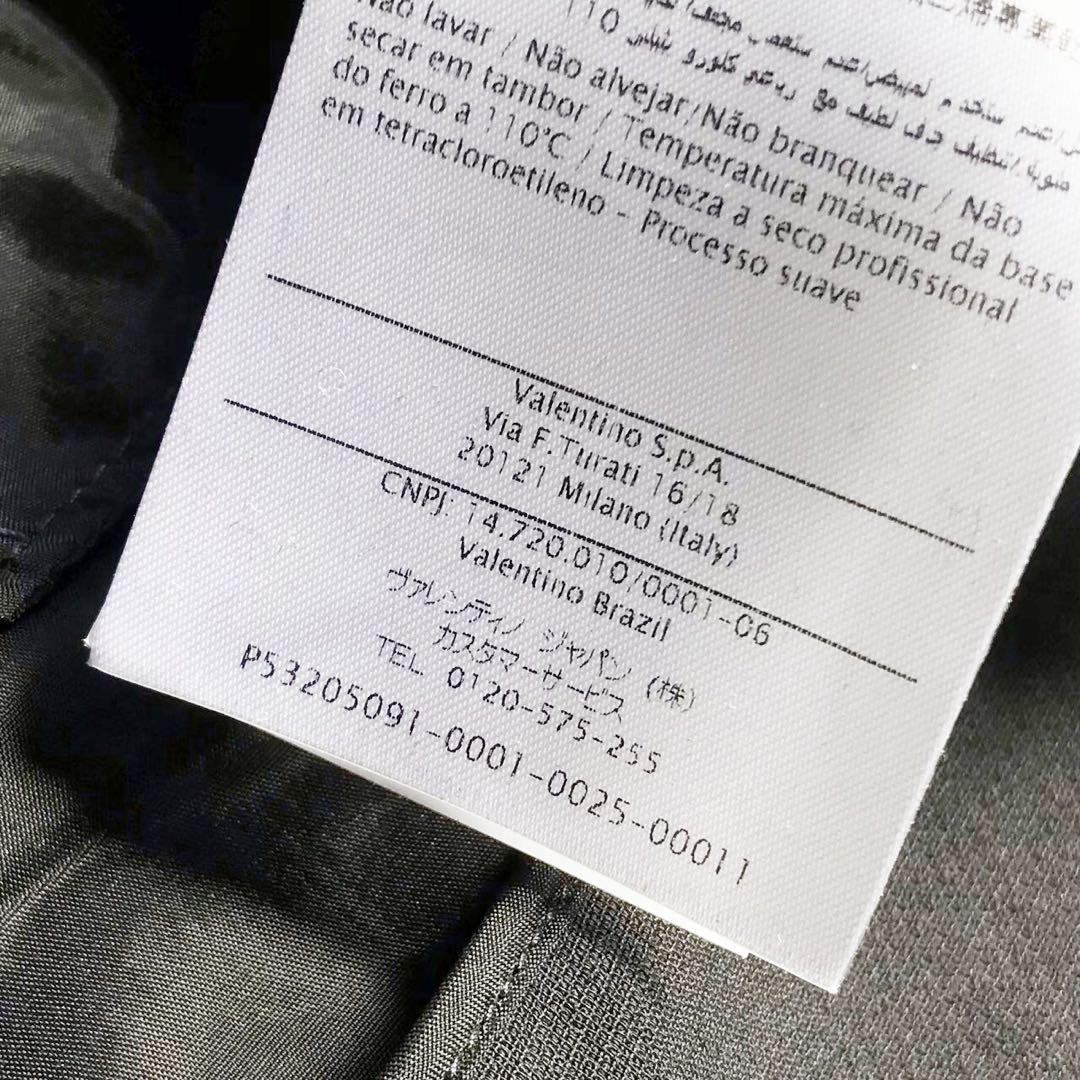 110
Não lavar / Não alvejar/Não branquear / Não
secar em tambor / Temperatura máxima da base
do ferro a 110°C / Limpeza a seco profissional
em tetracloroetileno - Processo suave
Valentino S.p.A.
Via F.Turati 16/18
20121 Milano (Italy)
CNPJ: 14.720.010/0001-06
Valentino Brazil
ヴァレンティノ ジャパン (株)
カスタマーサービス
TEL 0120-575-255
P53205091-0001-0025-00011